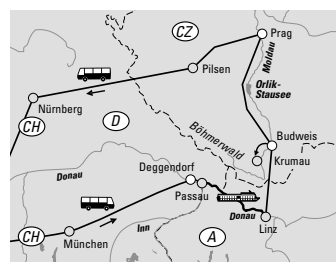 CZ
Prag
Moldau
Pilsen
Orlik-
Stausee
Nürnberg
CH
D
Böhmerwald
Budweis
Krumau
Donau
Deggendorf
Passau
Donau
Linz
CH
München
Inn
A